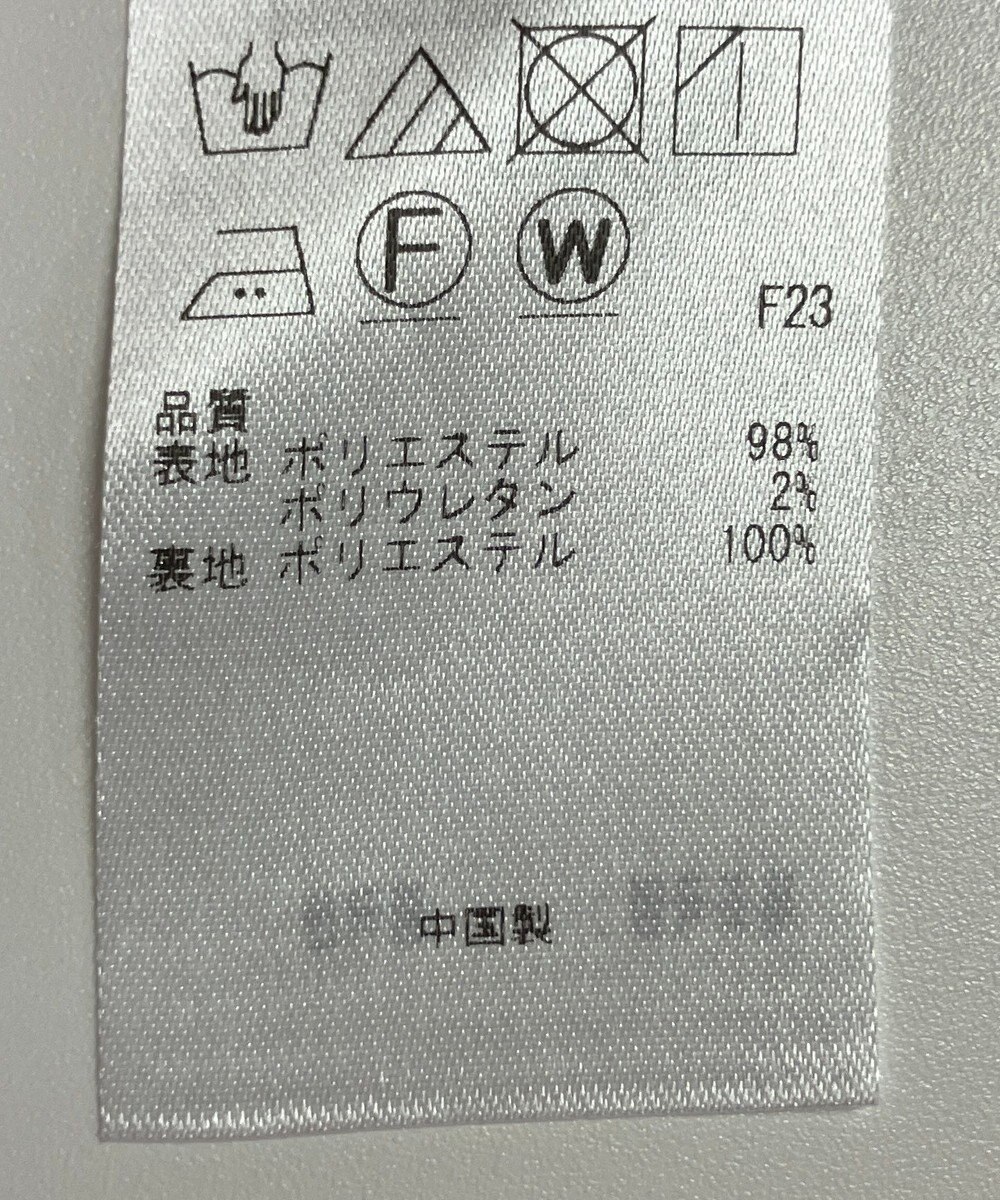 F W
F23
品質
表地 ポリエステル 98%
ポリウレタン 2%
裏地 ポリエステル 100%
中国製